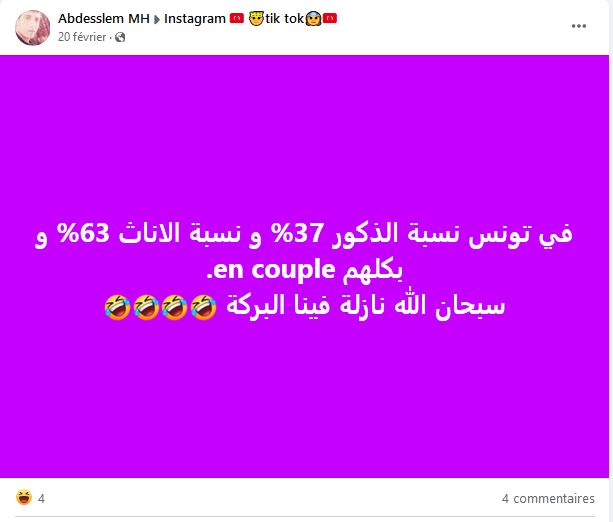 Abdesslem MH ▸ Instagram 🇹🇳 😇tik tok😰🇹🇳
20 février ·
في تونس نسبة الذكور 37% و نسبة الاناث 63% و
بكلهم en couple.
سبحان الله نازلة فينا البركة 🤣🤣🤣🤣
4
4 commentaires